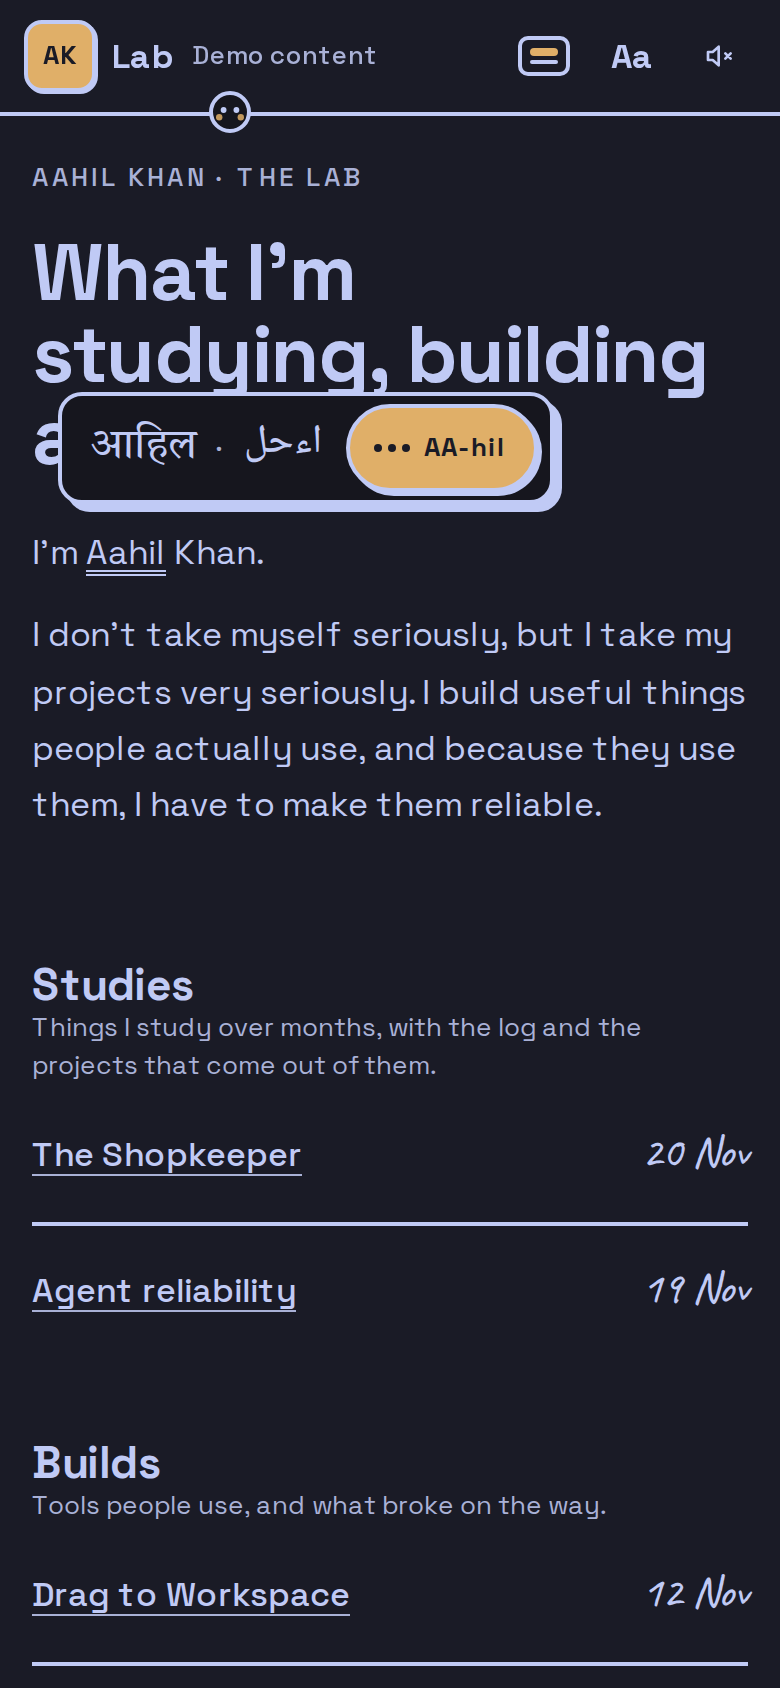 AK Lab Demo content Aa
AAHIL KHAN · THE LAB
What I’m
studying, building
a
आहिल · اءحل AA-hil
I’m Aahil Khan.
I don’t take myself seriously, but I take my
projects very seriously. I build useful things
people actually use, and because they use
them, I have to make them reliable.
Studies
Things I study over months, with the log and the
projects that come out of them.
The Shopkeeper 20 Nov
Agent reliability 19 Nov
Builds
Tools people use, and what broke on the way.
Drag to Workspace 12 Nov